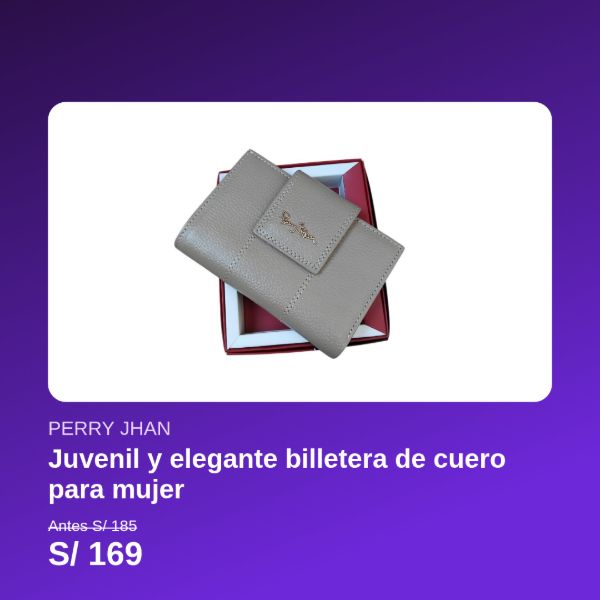 PERRY JHAN
Juvenil y elegante billetera de cuero
para mujer
Antes S/ 185
S/ 169